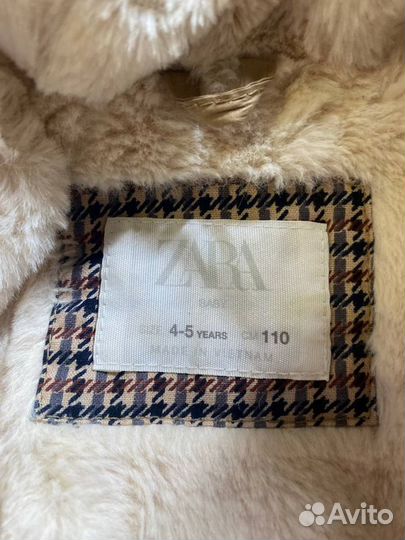 ZARA
BABY
SIZE 4-5 YEARS CM 110
MADE IN VIETNAM
Avito